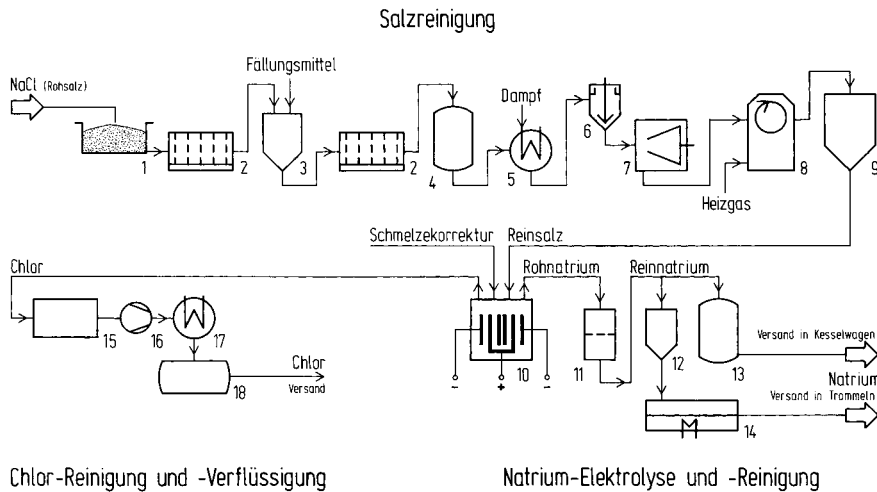 Salzreinigung
NaCl (Rohsalz)
Fällungsmittel
Dampf
1
2
3
2
4
5
6
7
8
9
Heizgas
Schmelzekorrektur
Reinsalz
Chlor
Rohnatrium
Reinnatrium
15
16
17
18
Chlor
Versand
10
- + -
11
12
13
14
Versand in Kesselwagen
Natrium
Versand in Trommeln
Chlor-Reinigung und -Verflüssigung
Natrium-Elektrolyse und -Reinigung